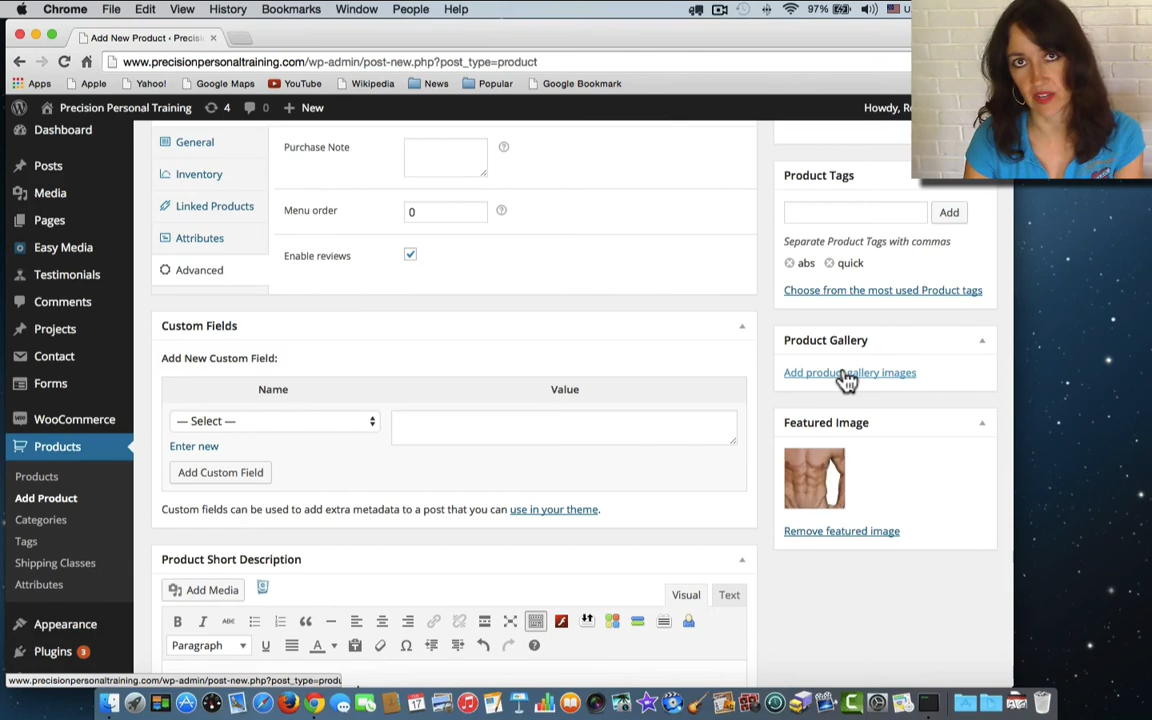 Chrome File Edit View History Bookmarks Window People Help 97%
Add New Product ‹ Precisi
www.precisionpersonaltraining.com/wp-admin/post-new.php?post_type=product
Apps Apple Yahoo! Google Maps YouTube Wikipedia News Popular Google Bookmark
Precision Personal Training 4 0 New Howdy, Re
Dashboard
Posts
Media
Pages
Easy Media
Testimonials
Comments
Projects
Contact
Forms
WooCommerce
Products
Products
Add Product
Categories
Tags
Shipping Classes
Attributes
Appearance
Plugins 3
General
Inventory
Linked Products
Attributes
Advanced
Purchase Note
Menu order 0
Enable reviews
Custom Fields
Add New Custom Field:
Name Value
— Select —
Enter new
Add Custom Field
Custom fields can be used to add extra metadata to a post that you can use in your theme.
Product Short Description
Add Media Visual Text
B I ABC
Paragraph U A
Product Tags
Add
Separate Product Tags with commas
abs quick
Choose from the most used Product tags
Product Gallery
Add product gallery images
Featured Image
Remove featured image
www.precisionpersonaltraining.com/wp-admin/post-new.php?post_type=produ
17